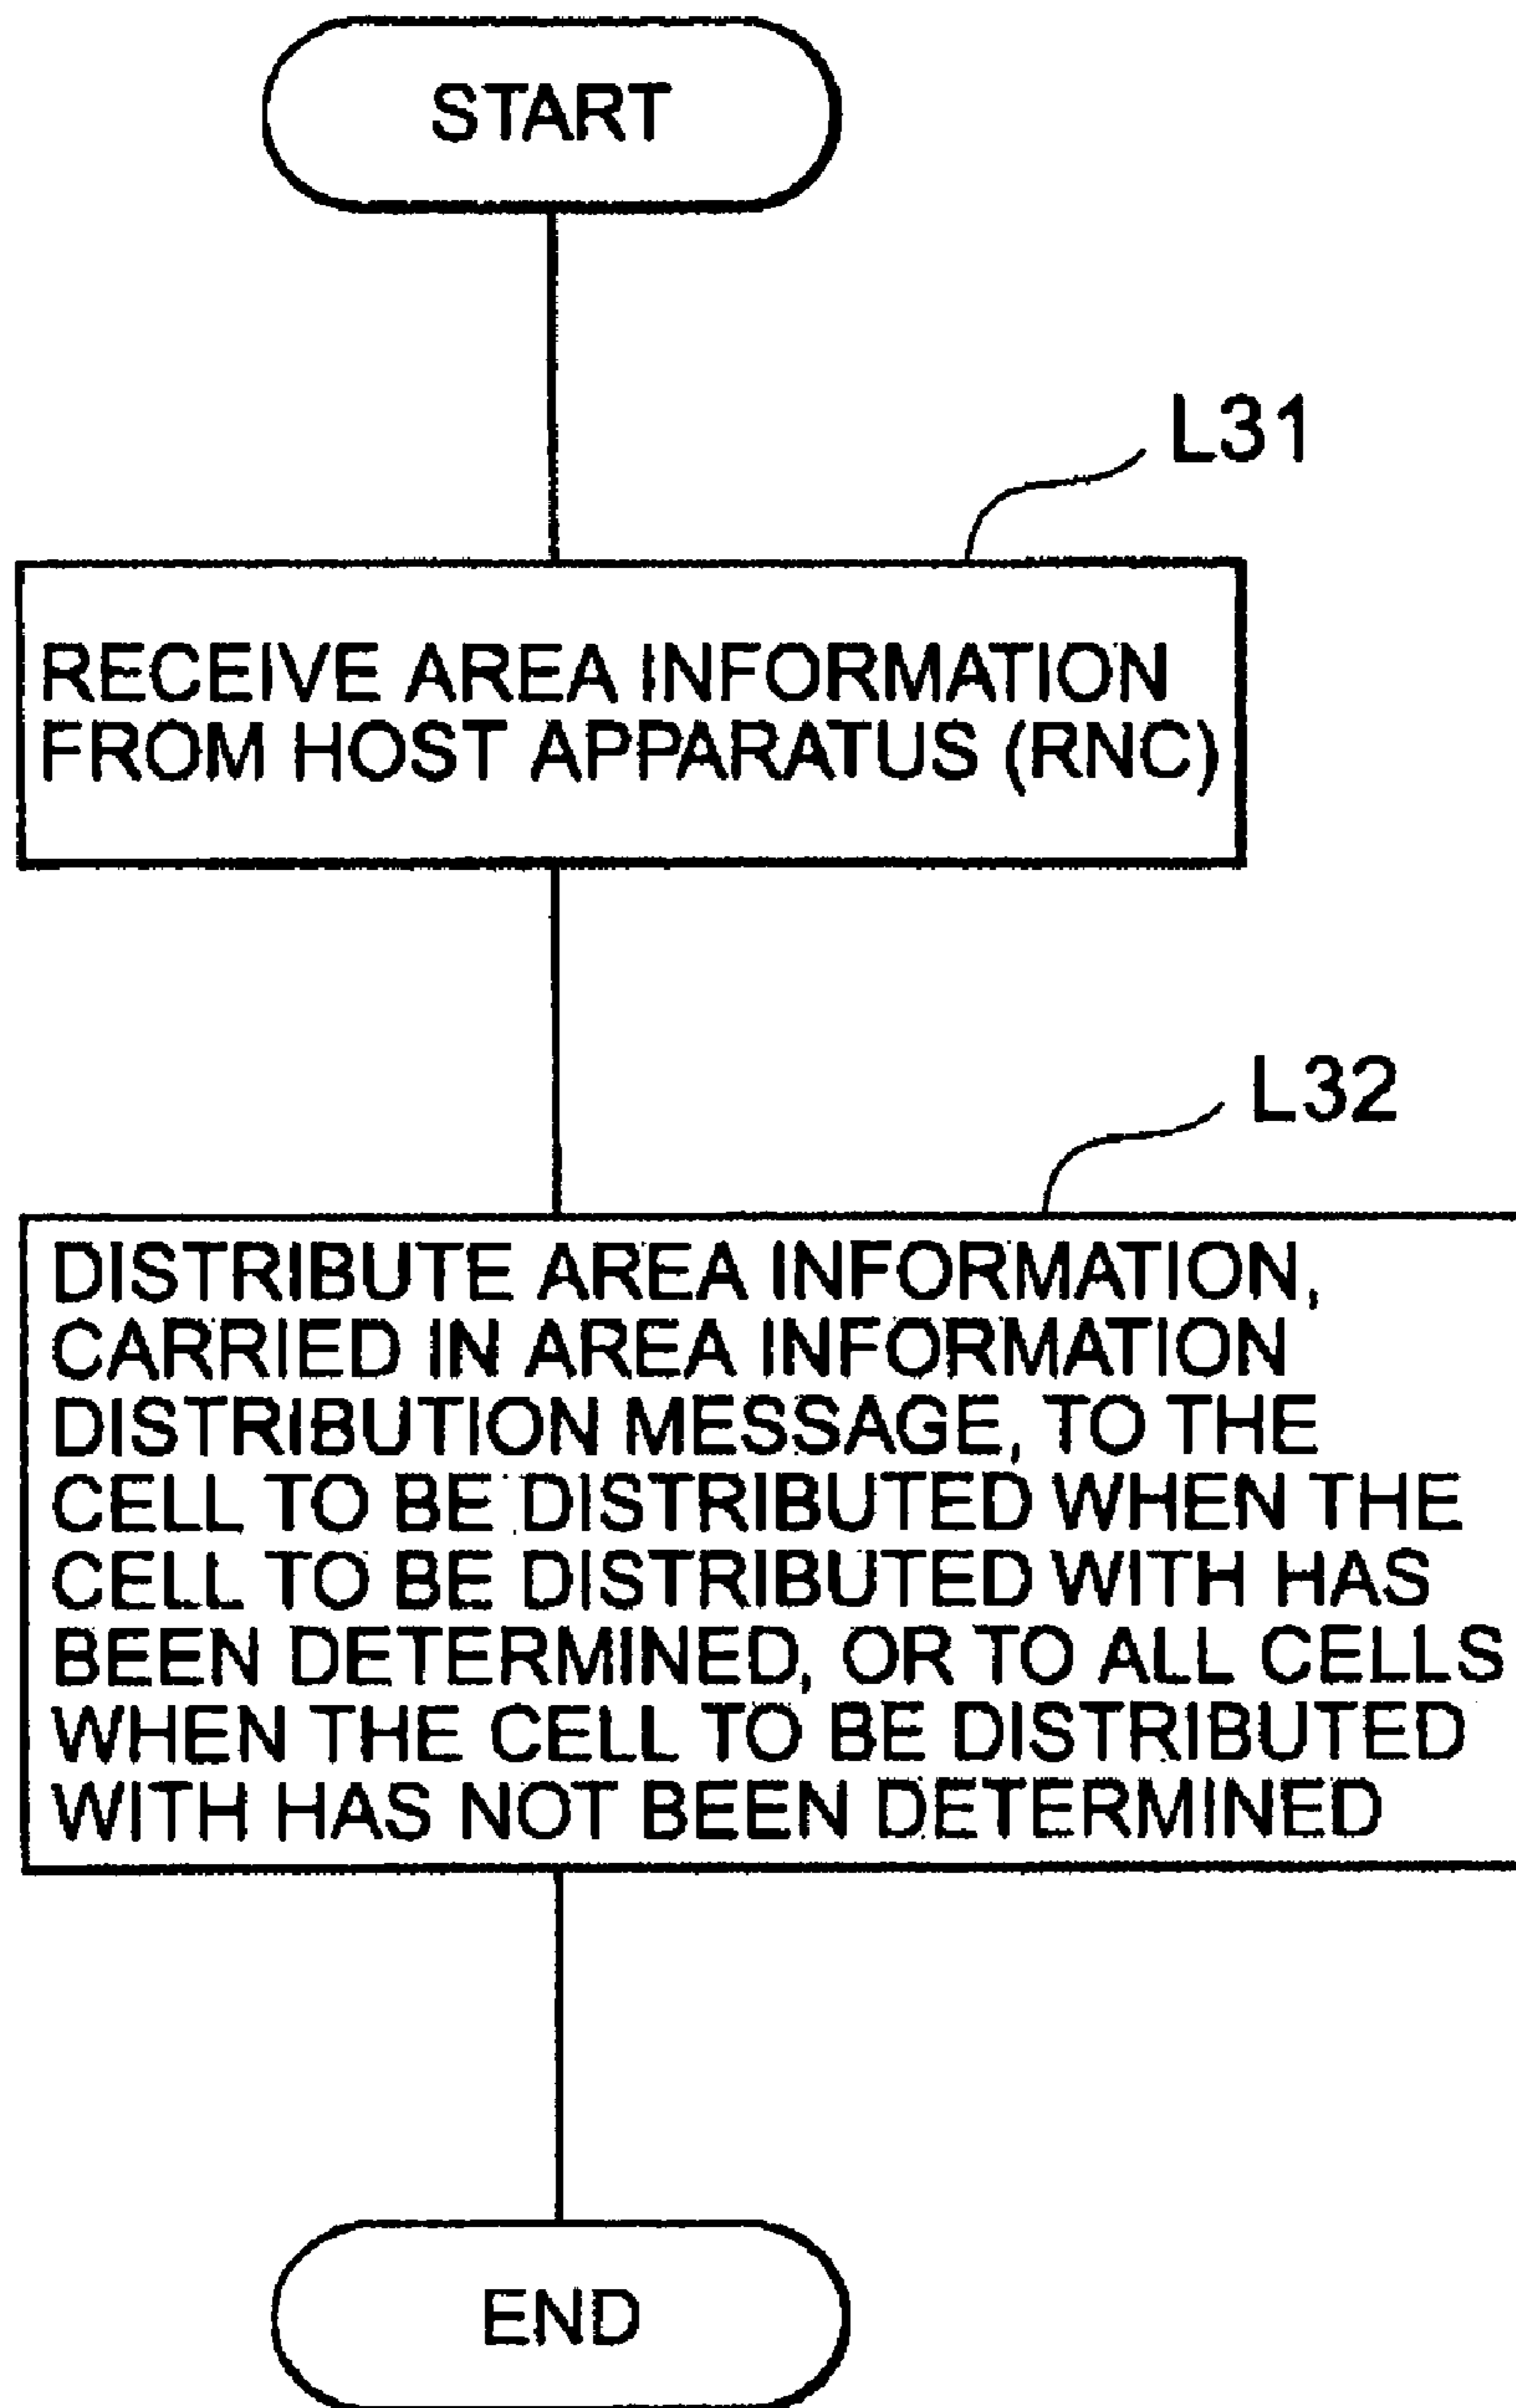 START
L31
RECEIVE AREA INFORMATION
FROM HOST APPARATUS (RNC)
L32
DISTRIBUTE AREA INFORMATION,
CARRIED IN AREA INFORMATION
DISTRIBUTION MESSAGE, TO THE
CELL TO BE DISTRIBUTED WHEN THE
CELL TO BE DISTRIBUTED WITH HAS
BEEN DETERMINED, OR TO ALL CELLS
WHEN THE CELL TO BE DISTRIBUTED
WITH HAS NOT BEEN DETERMINED
END